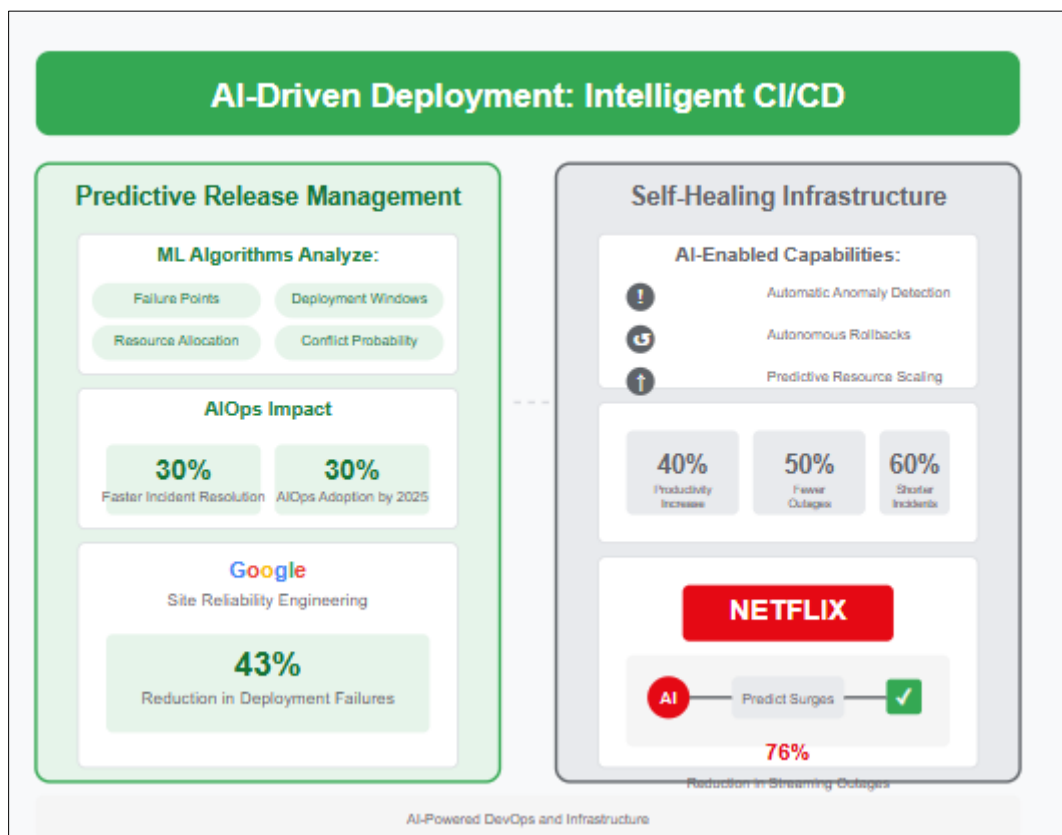 AI-Driven Deployment: Intelligent CI/CD
Predictive Release Management
ML Algorithms Analyze:
Failure Points
Deployment Windows
Resource Allocation
Conflict Probability
AIOps Impact
30%
Faster Incident Resolution
30%
AIOps Adoption by 2025
Google
Site Reliability Engineering
43%
Reduction in Deployment Failures
Self-Healing Infrastructure
AI-Enabled Capabilities:
!
Automatic Anomaly Detection
↺
Autonomous Rollbacks
↑
Predictive Resource Scaling
40%
Productivity
Increase
50%
Fewer
Outages
60%
Shorter
Incidents
NETFLIX
AI
Predict Surges
✓
76%
Reduction in Streaming Outages
AI-Powered DevOps and Infrastructure